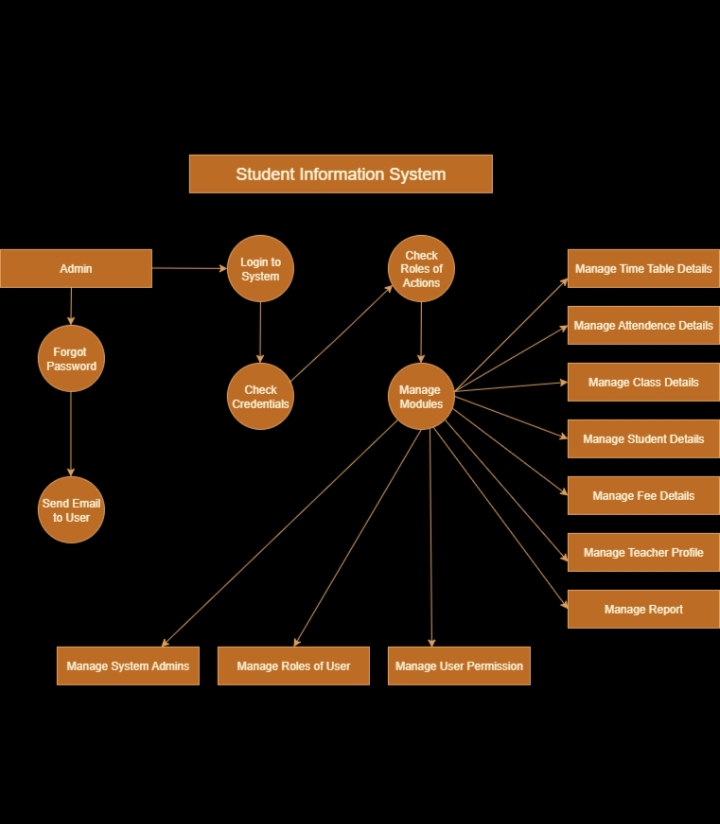 Student Information System
Admin
Login to
System
Check
Roles of
Actions
Manage Time Table Details
Manage Attendence Details
Forgot
Password
Check
Credentials
Manage
Modules
Manage Class Details
Manage Student Details
Manage Fee Details
Send Email
to User
Manage Teacher Profile
Manage Report
Manage System Admins
Manage Roles of User
Manage User Permission